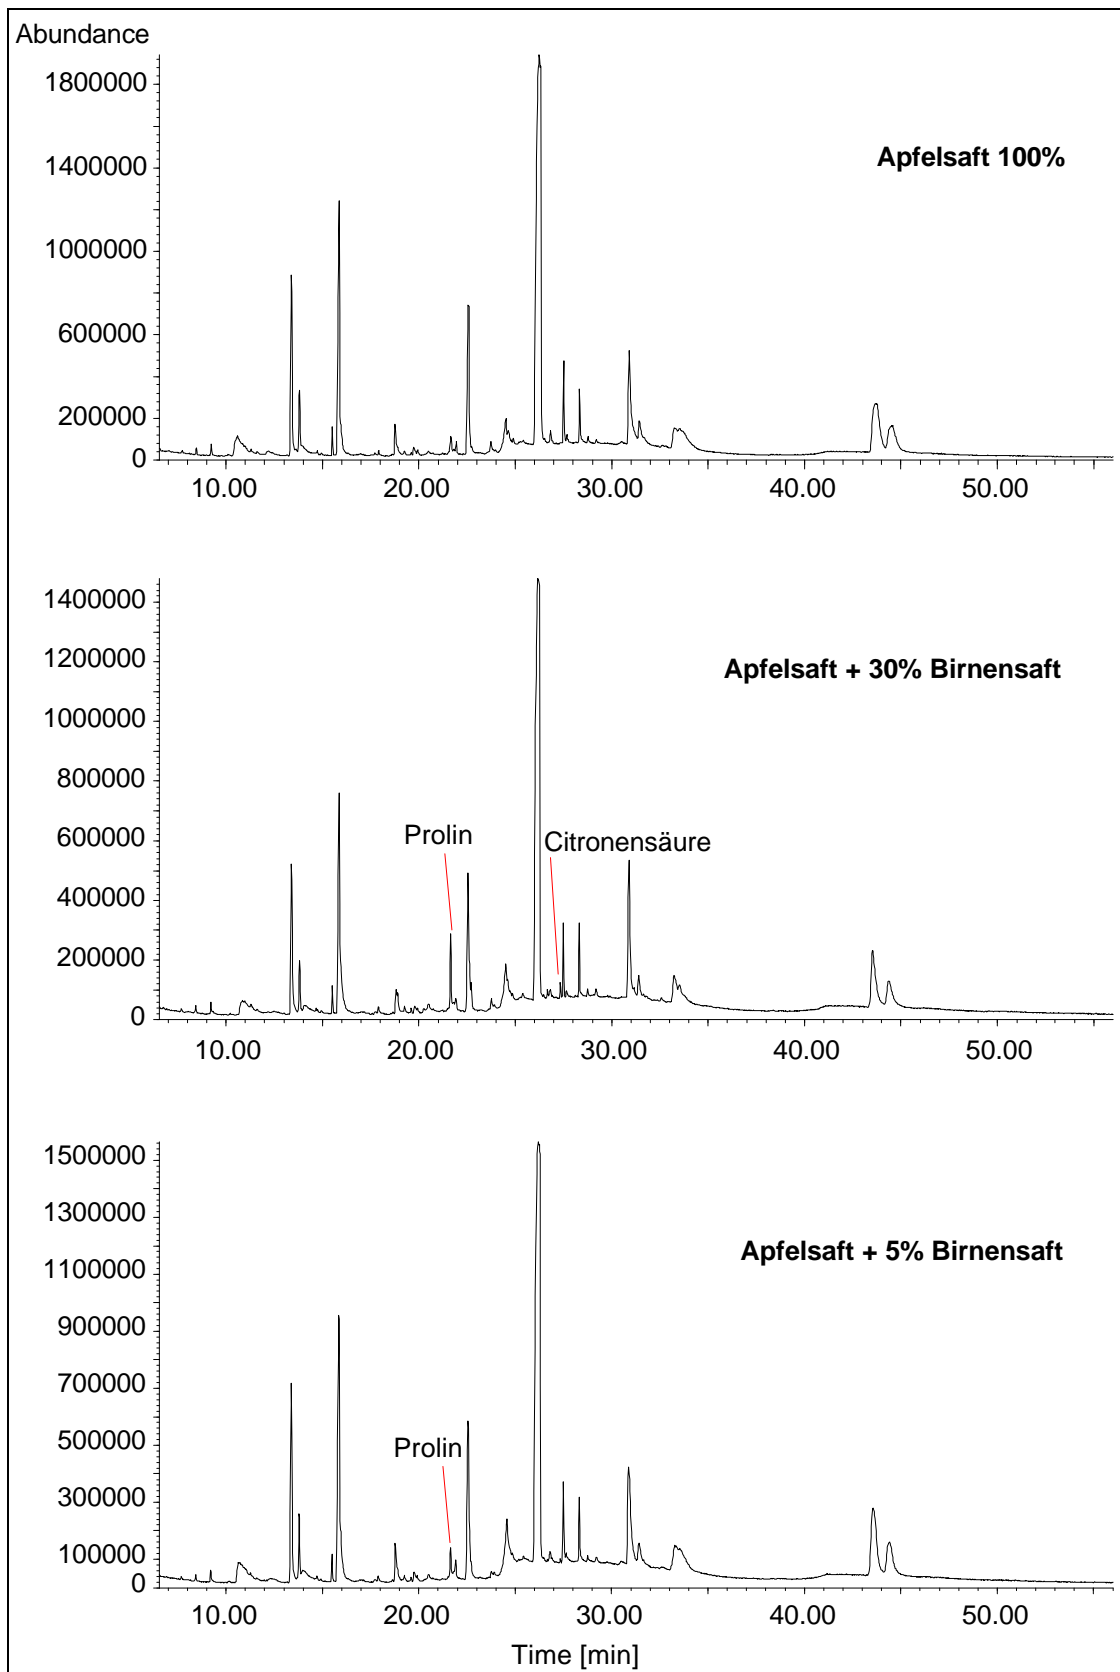 Abundance
1800000
Apfelsaft 100%
1400000
1000000
600000
200000
0
10.00 20.00 30.00 40.00 50.00
1400000
1200000
Apfelsaft + 30% Birnensaft
1000000
800000
600000
Prolin
Citronensäure
400000
200000
0
10.00 20.00 30.00 40.00 50.00
1500000
1300000
Apfelsaft + 5% Birnensaft
1100000
900000
700000
500000
Prolin
300000
100000
0
10.00 20.00 30.00 40.00 50.00
Time [min]